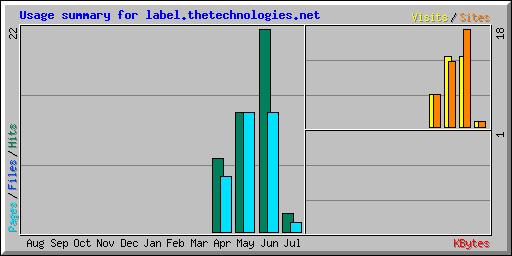 Usage summary for label.thetechnologies.net
Visits/Sites
22
18
1
Pages/Files/Hits
Aug Sep Oct Nov Dec Jan Feb Mar Apr May Jun Jul
KBytes